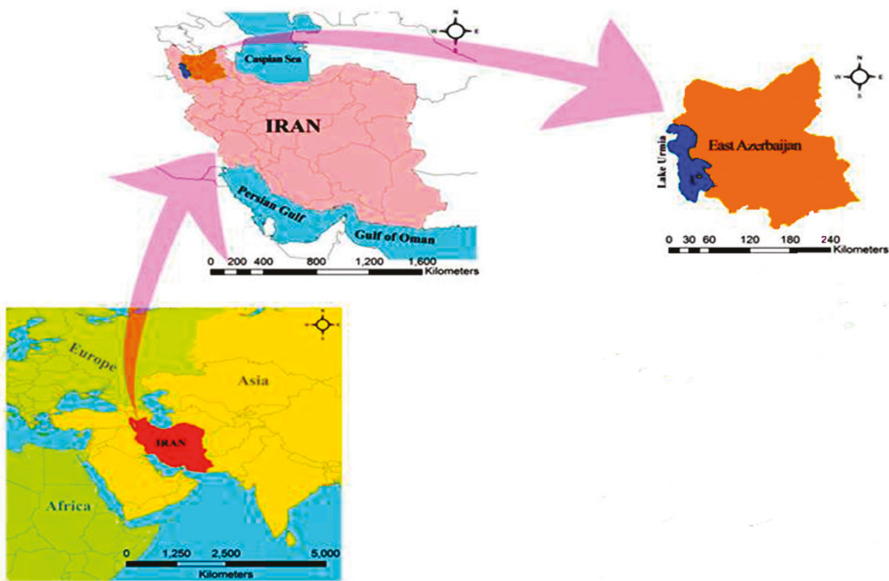 N
W E
S
Caspian Sea
IRAN
Persian Gulf
Gulf of Oman
0 200 400 800 1,200 1,600
Kilometers
N
W E
S
East Azerbaijan
Lake Urmia
0 30 60 120 180 240
Kilometers
Europe
Asia
IRAN
Africa
0 1,250 2,500 5,000
Kilometers